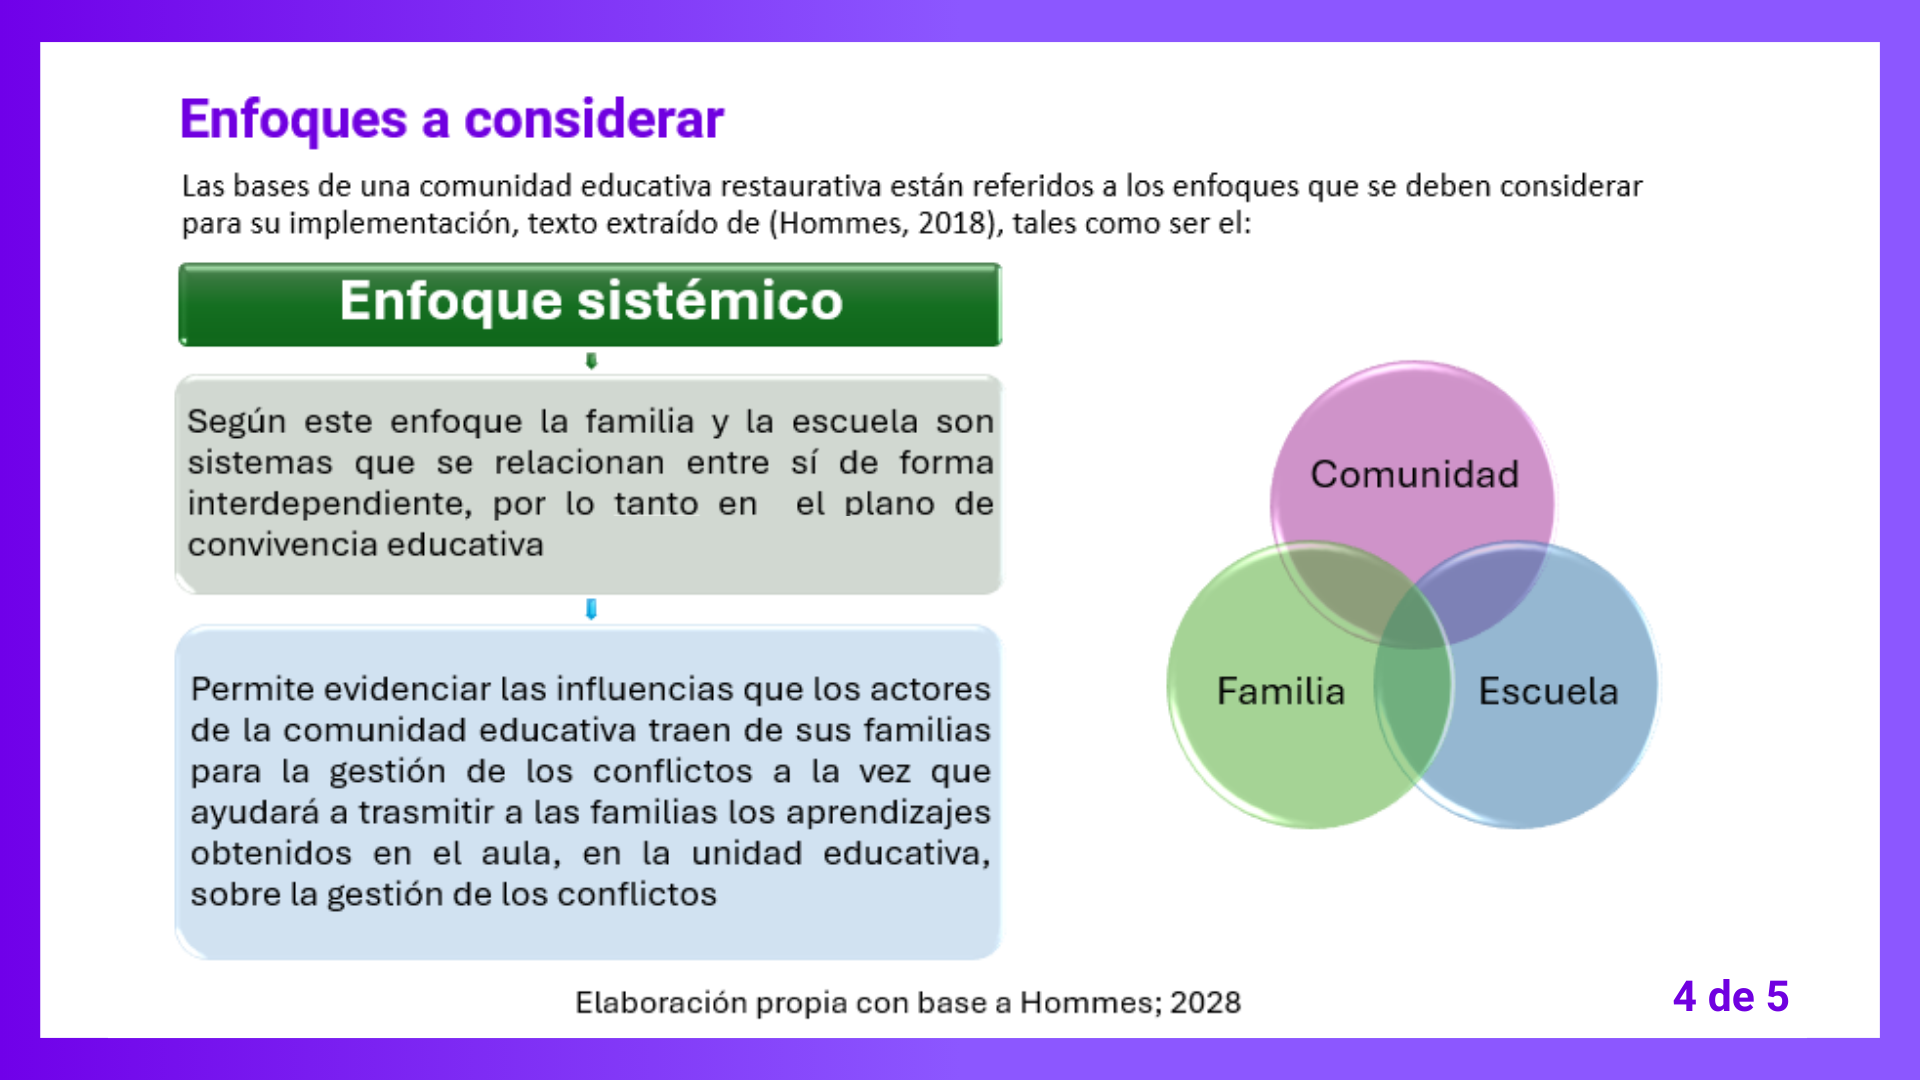 Enfoques a considerar
Las bases de una comunidad educativa restaurativa están referidos a los enfoques que se deben considerar
para su implementación, texto extraído de (Hommes, 2018), tales como ser el:
Enfoque sistémico
Según este enfoque la familia y la escuela son
sistemas que se relacionan entre sí de forma
interdependiente, por lo tanto en el plano de
convivencia educativa
Permite evidenciar las influencias que los actores
de la comunidad educativa traen de sus familias
para la gestión de los conflictos a la vez que
ayudará a trasmitir a las familias los aprendizajes
obtenidos en el aula, en la unidad educativa,
sobre la gestión de los conflictos
Comunidad
Familia
Escuela
Elaboración propia con base a Hommes; 2028
4 de 5